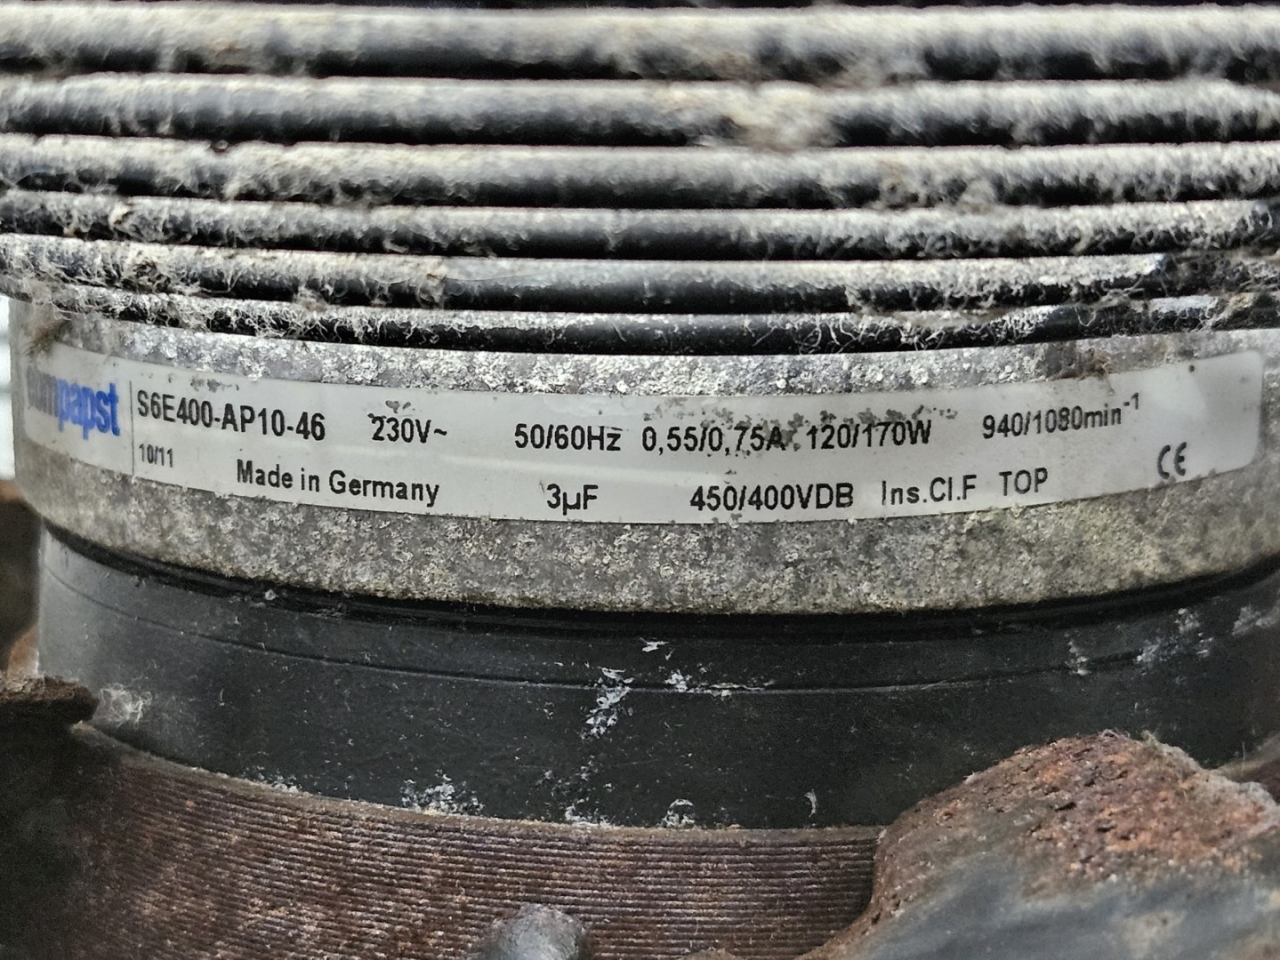 papst
S6E400-AP10-46 230V~ 50/60Hz 0,55/0,75A 120/170W 940/1080min⁻¹
10/11 Made in Germany 3µF 450/400VDB Ins.Cl.F TOP CE